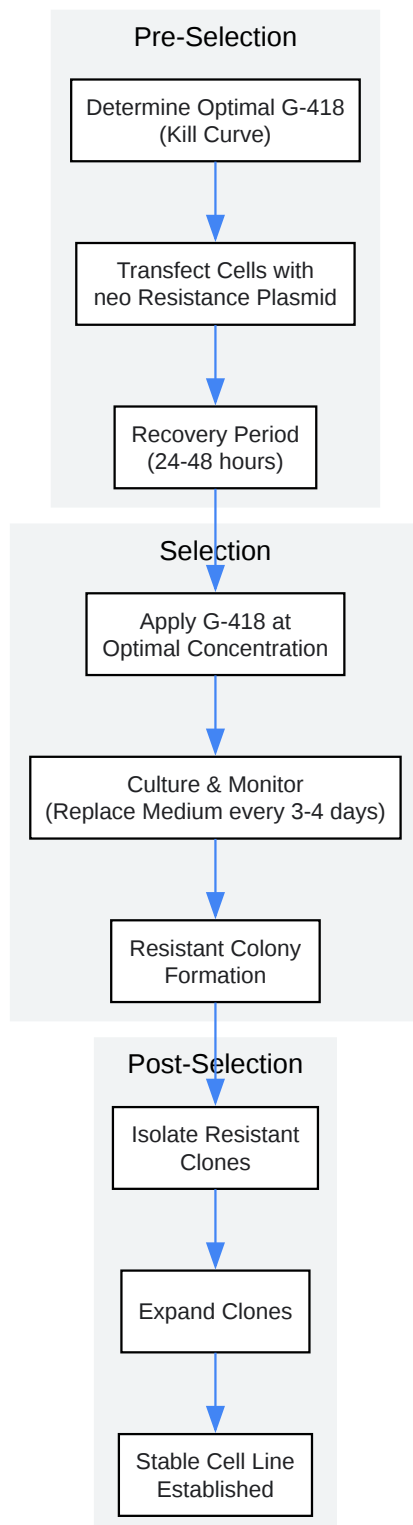 Pre-Selection
Determine Optimal G-418
(Kill Curve)
Transfect Cells with
neo Resistance Plasmid
Recovery Period
(24-48 hours)
Selection
Apply G-418 at
Optimal Concentration
Culture & Monitor
(Replace Medium every 3-4 days)
Resistant Colony
Formation
Post-Selection
Isolate Resistant
Clones
Expand Clones
Stable Cell Line
Established